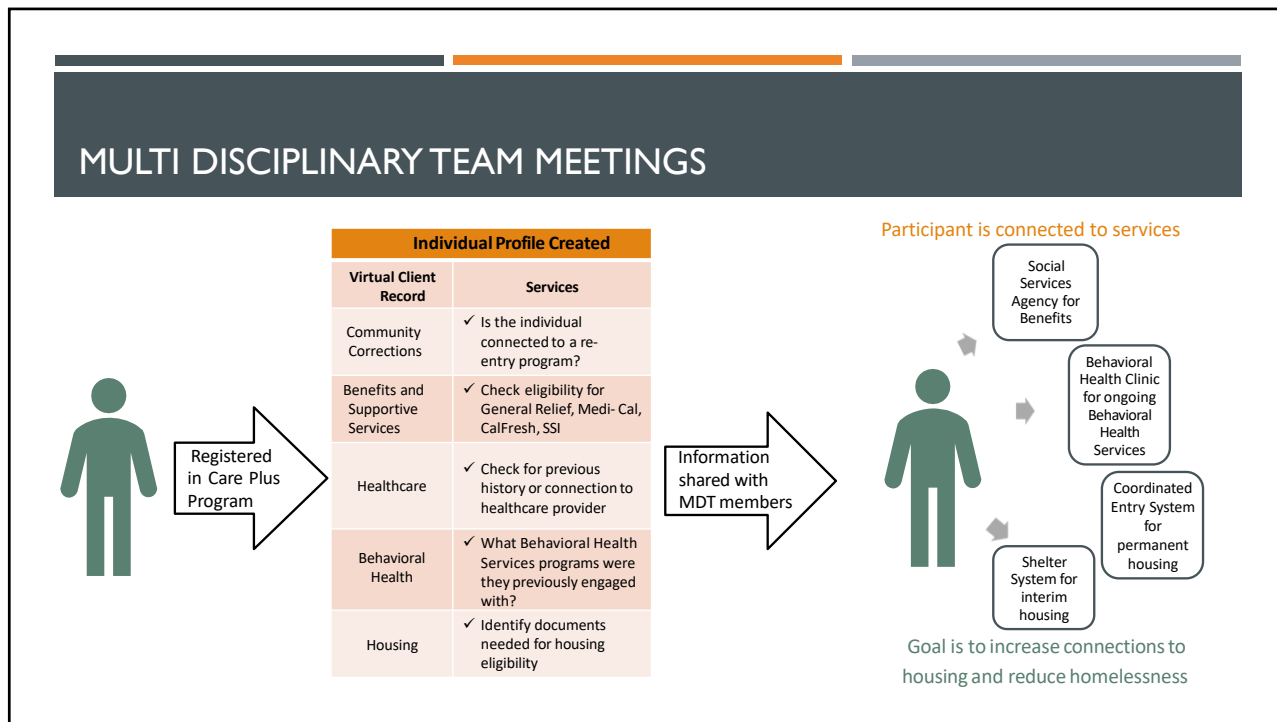 MULTI DISCIPLINARY TEAM MEETINGS
Registered
in Care Plus
Program
Individual Profile Created
Virtual Client
Record
Services
Community
Corrections
✓ Is the individual
connected to a re-
entry program?
Benefits and
Supportive
Services
✓ Check eligibility for
General Relief, Medi- Cal,
CalFresh, SSI
Healthcare
✓ Check for previous
history or connection to
healthcare provider
Behavioral
Health
✓ What Behavioral Health
Services programs were
they previously engaged
with?
Housing
✓ Identify documents
needed for housing
eligibility
Information
shared with
MDT members
Participant is connected to services
Social
Services
Agency for
Benefits
Behavioral
Health Clinic
for ongoing
Behavioral
Health
Services
Coordinated
Entry System
for
permanent
housing
Shelter
System for
interim
housing
Goal is to increase connections to
housing and reduce homelessness